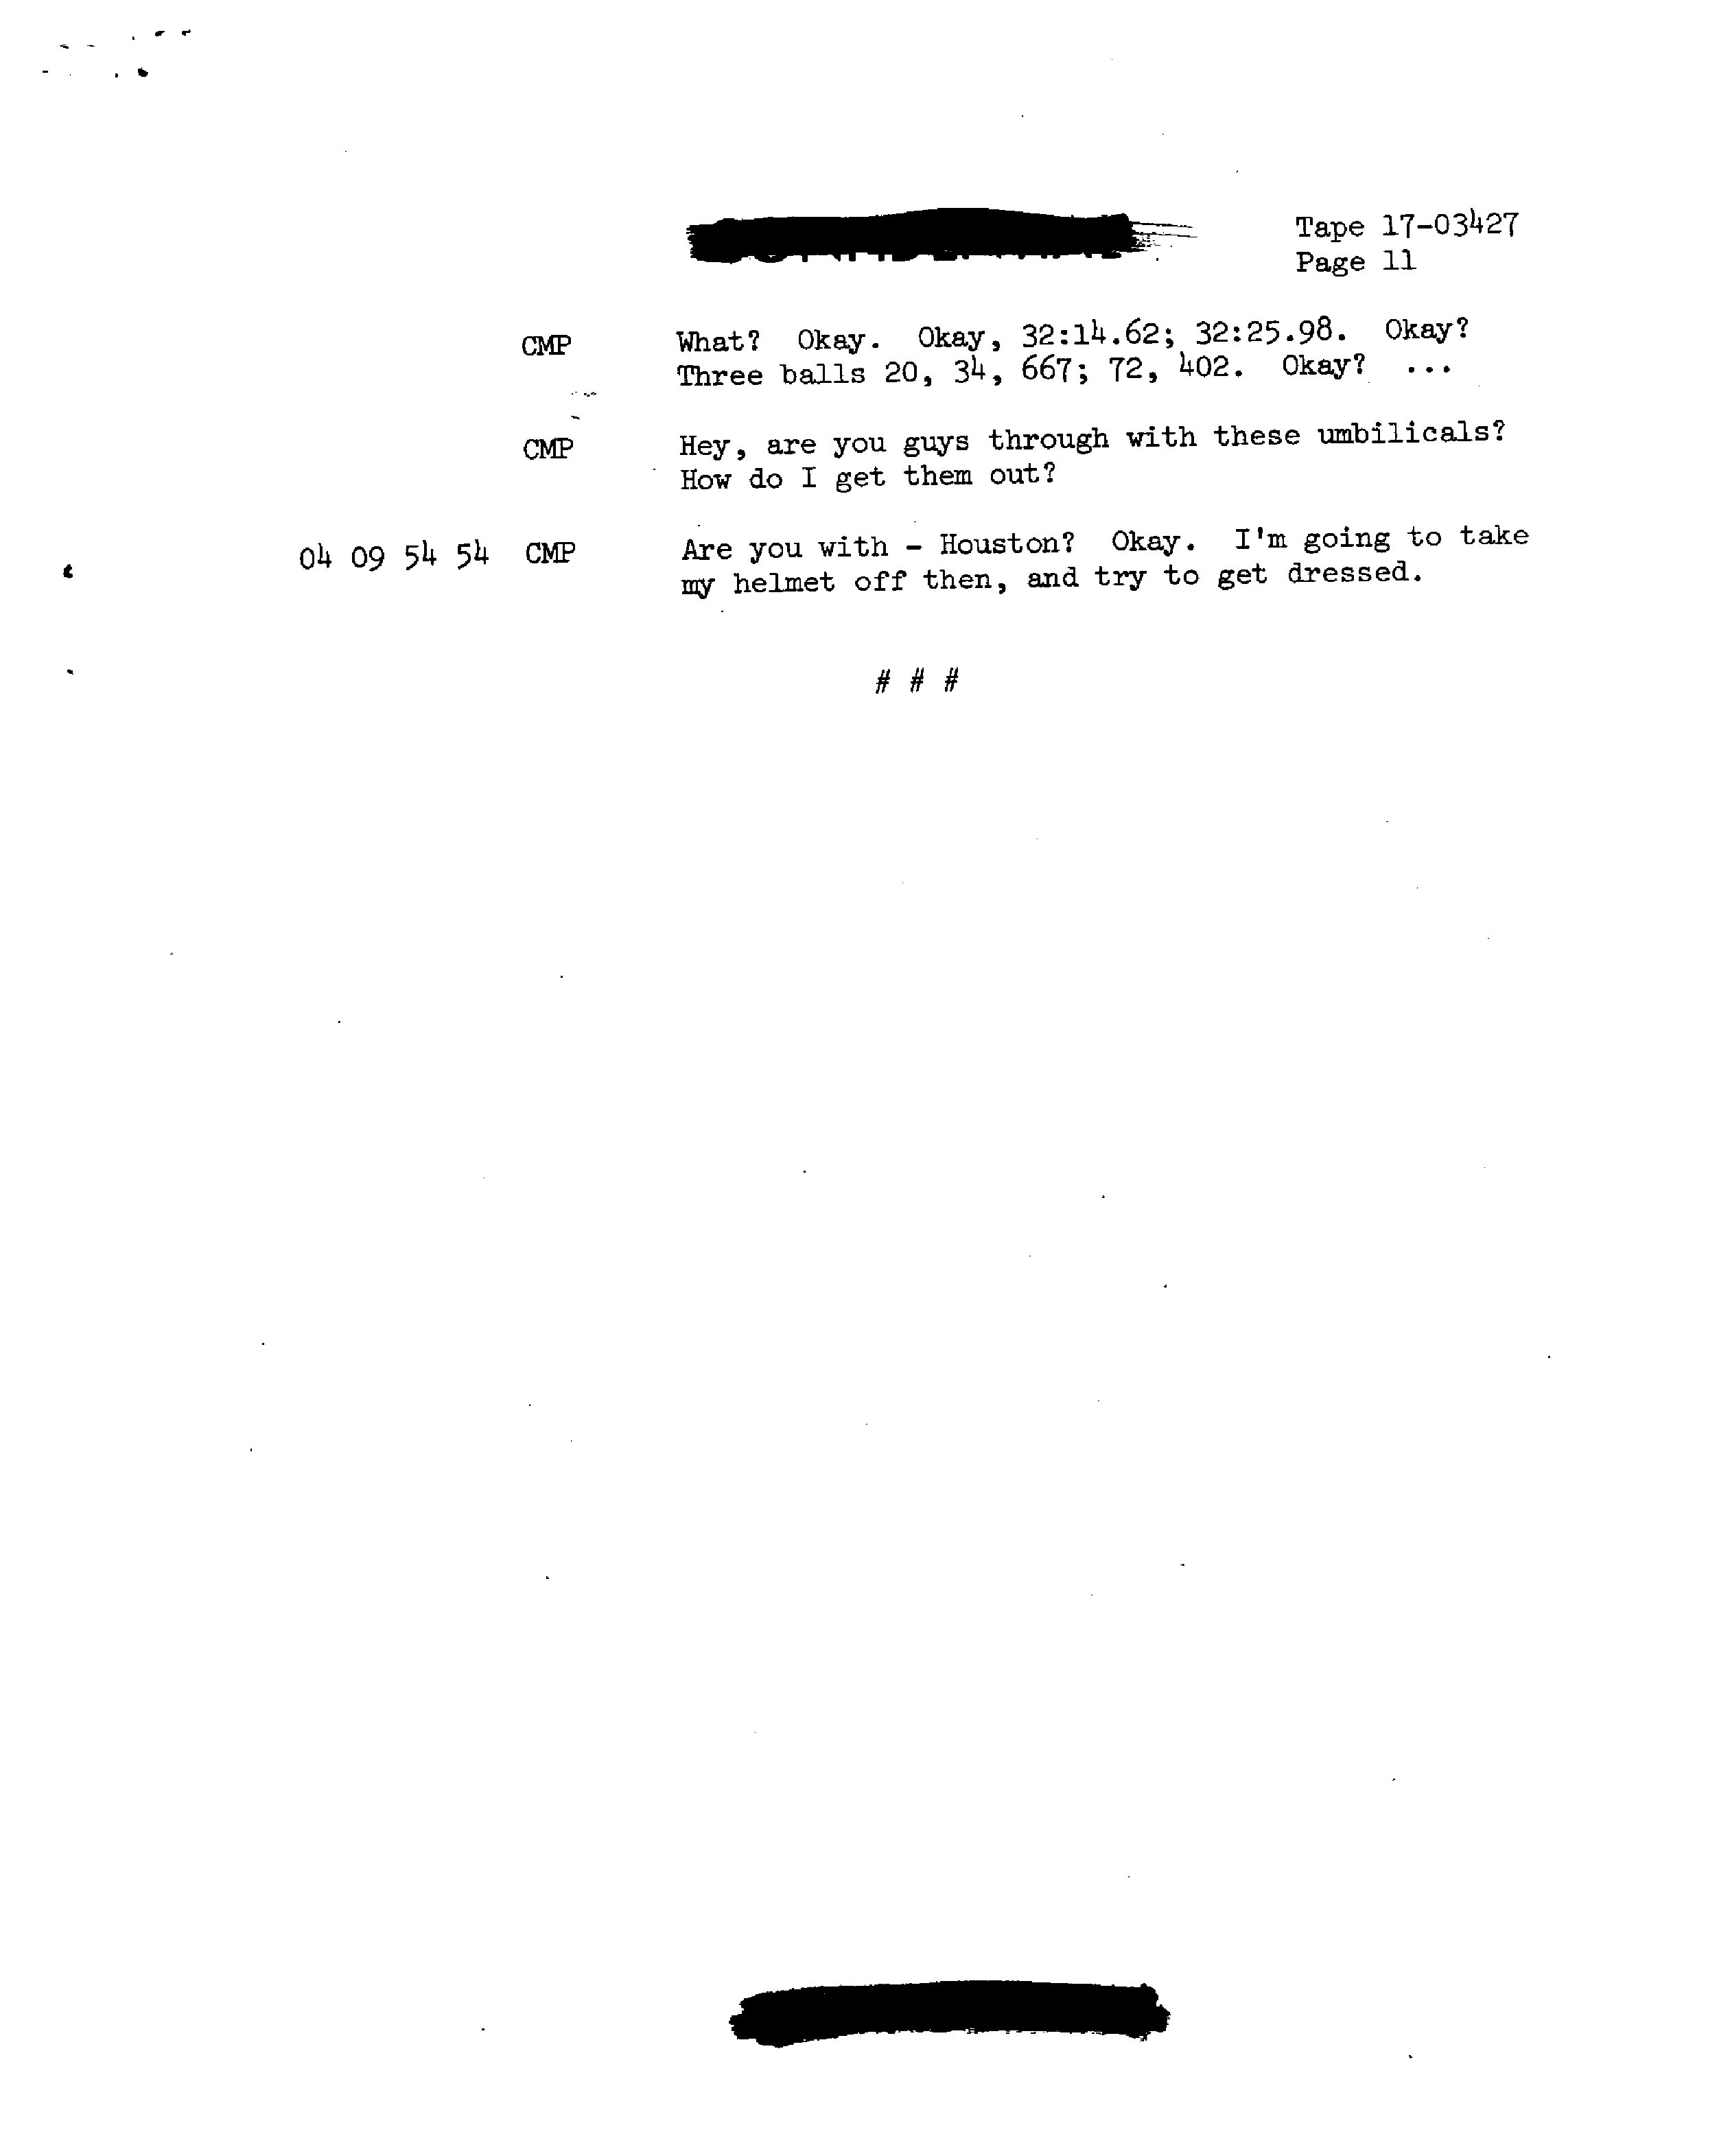 Tape 17-03427
Page 11
CMP What? Okay. Okay, 32:14.62; 32:25.98. Okay?
Three balls 20, 34, 667; 72, 402. Okay? ...
CMP Hey, are you guys through with these umbilicals?
How do I get them out?
04 09 54 54 CMP Are you with - Houston? Okay. I'm going to take
my helmet off then, and try to get dressed.
# # #